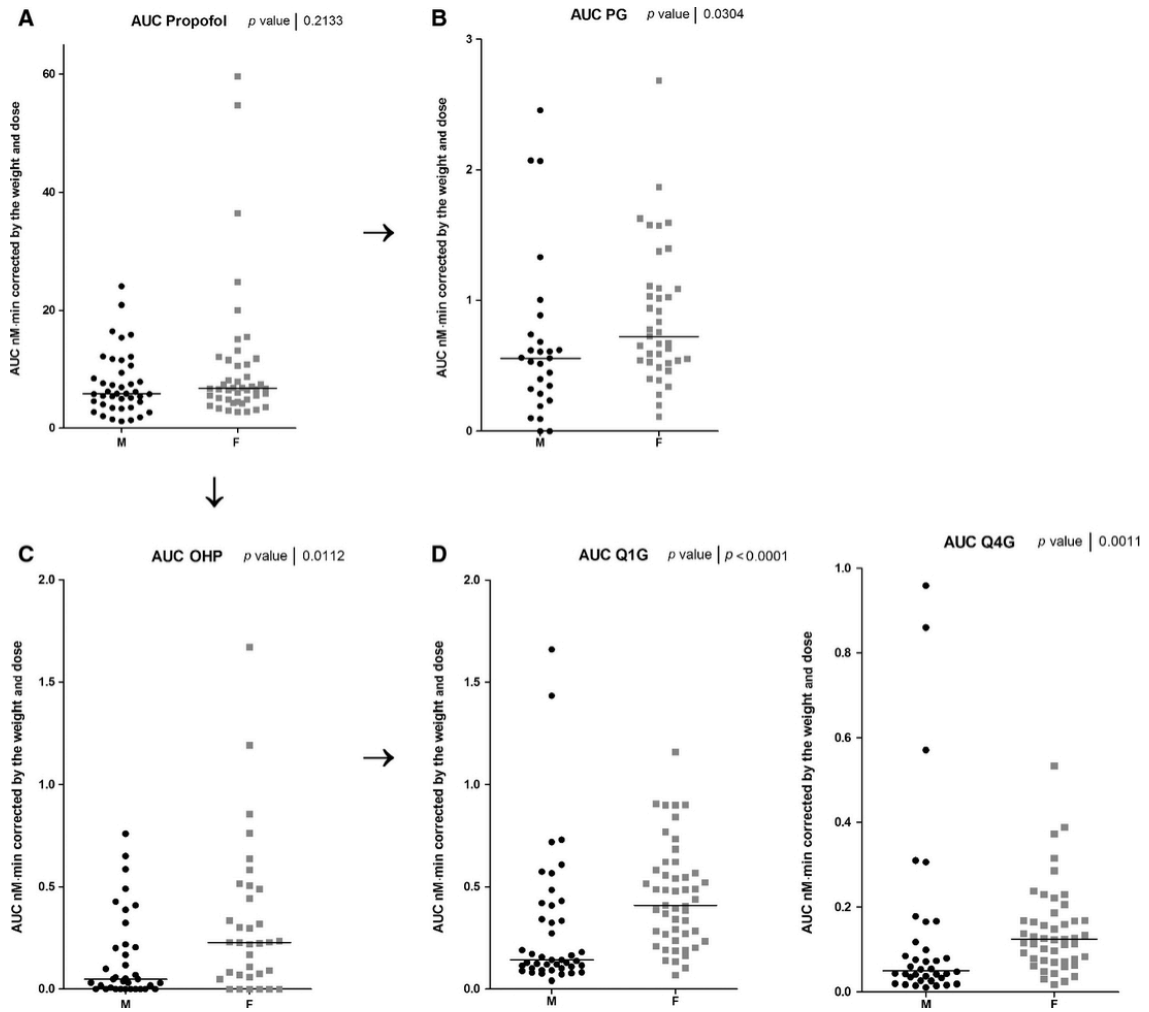 A
AUC Propofol p value | 0.2133
AUC nM·min corrected by the weight and dose
60
40
20
0
M F
B
AUC PG p value | 0.0304
AUC nM·min corrected by the weight and dose
3
2
1
0
M F
C
AUC OHP p value | 0.0112
AUC nM·min corrected by the weight and dose
2.0
1.5
1.0
0.5
0.0
M F
D
AUC Q1G p value | p < 0.0001
AUC nM·min corrected by the weight and dose
2.0
1.5
1.0
0.5
0.0
M F
AUC Q4G p value | 0.0011
AUC nM·min corrected by the weight and dose
1.0
0.8
0.6
0.4
0.2
0.0
M F